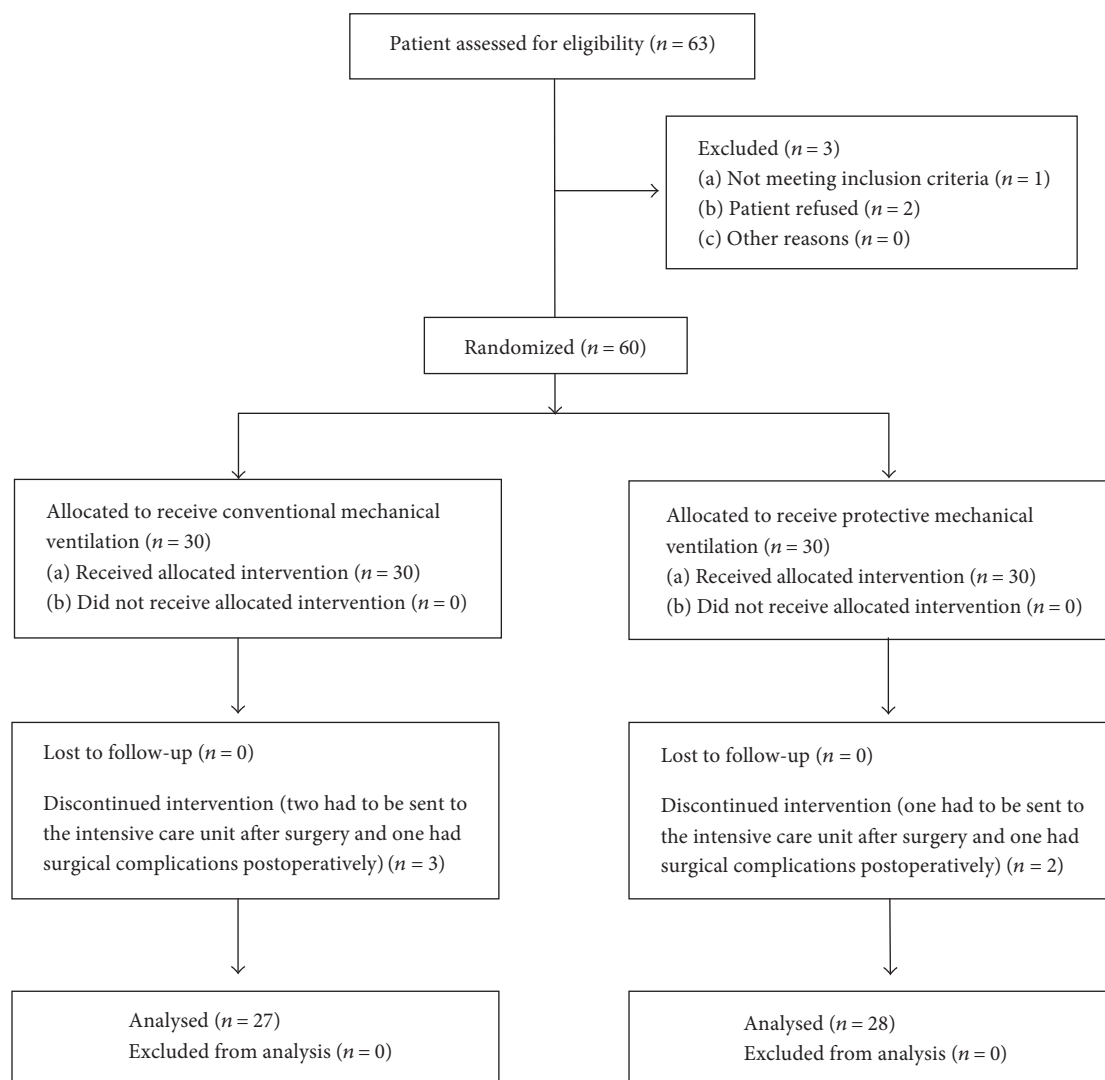 Patient assessed for eligibility (n = 63)
Excluded (n = 3)
(a) Not meeting inclusion criteria (n = 1)
(b) Patient refused (n = 2)
(c) Other reasons (n = 0)
Randomized (n = 60)
Allocated to receive conventional mechanical
ventilation (n = 30)
(a) Received allocated intervention (n = 30)
(b) Did not receive allocated intervention (n = 0)
Allocated to receive protective mechanical
ventilation (n = 30)
(a) Received allocated intervention (n = 30)
(b) Did not receive allocated intervention (n = 0)
Lost to follow-up (n = 0)
Discontinued intervention (two had to be sent to
the intensive care unit after surgery and one had
surgical complications postoperatively) (n = 3)
Lost to follow-up (n = 0)
Discontinued intervention (one had to be sent to
the intensive care unit after surgery and one had
surgical complications postoperatively) (n = 2)
Analysed (n = 27)
Excluded from analysis (n = 0)
Analysed (n = 28)
Excluded from analysis (n = 0)